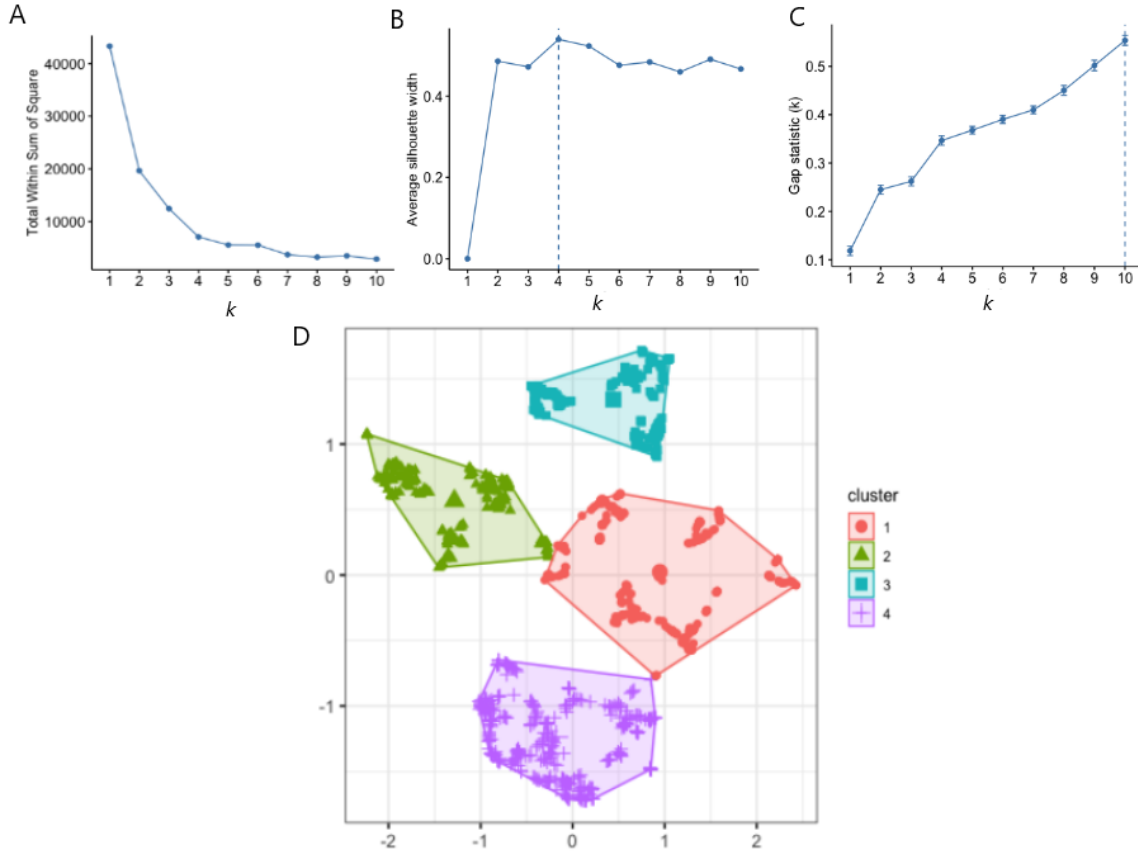 A
Total Within Sum of Square
40000
30000
20000
10000
1 2 3 4 5 6 7 8 9 10
k
B
Average silhouette width
0.4
0.2
0.0
1 2 3 4 5 6 7 8 9 10
k
C
Gap statistic (k)
0.5
0.4
0.3
0.2
0.1
1 2 3 4 5 6 7 8 9 10
k
D
1
0
-1
-2 -1 0 1 2
cluster
1
2
3
4